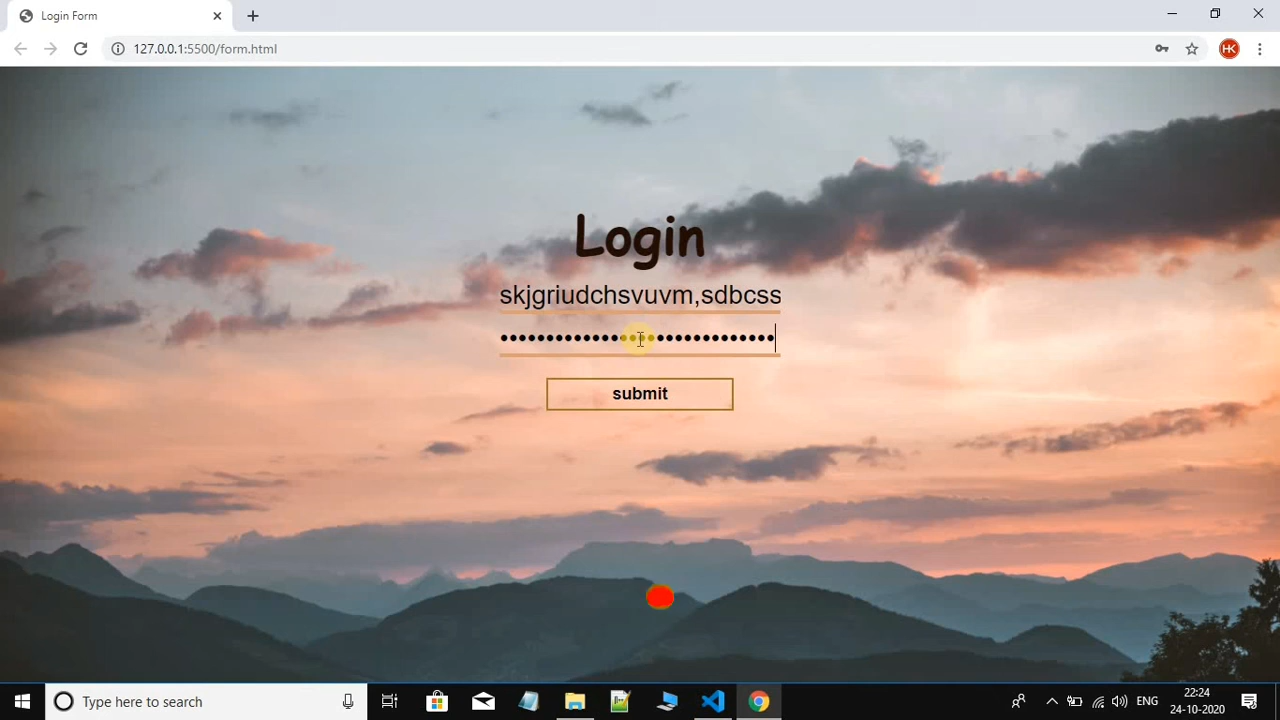 Login Form
127.0.0.1:5500/form.html
HK
Login
skjgriudchsvuvm,sdbcss
••••••••••••••••••••••••••••••
submit
Type here to search
ENG
22:24
24-10-2020